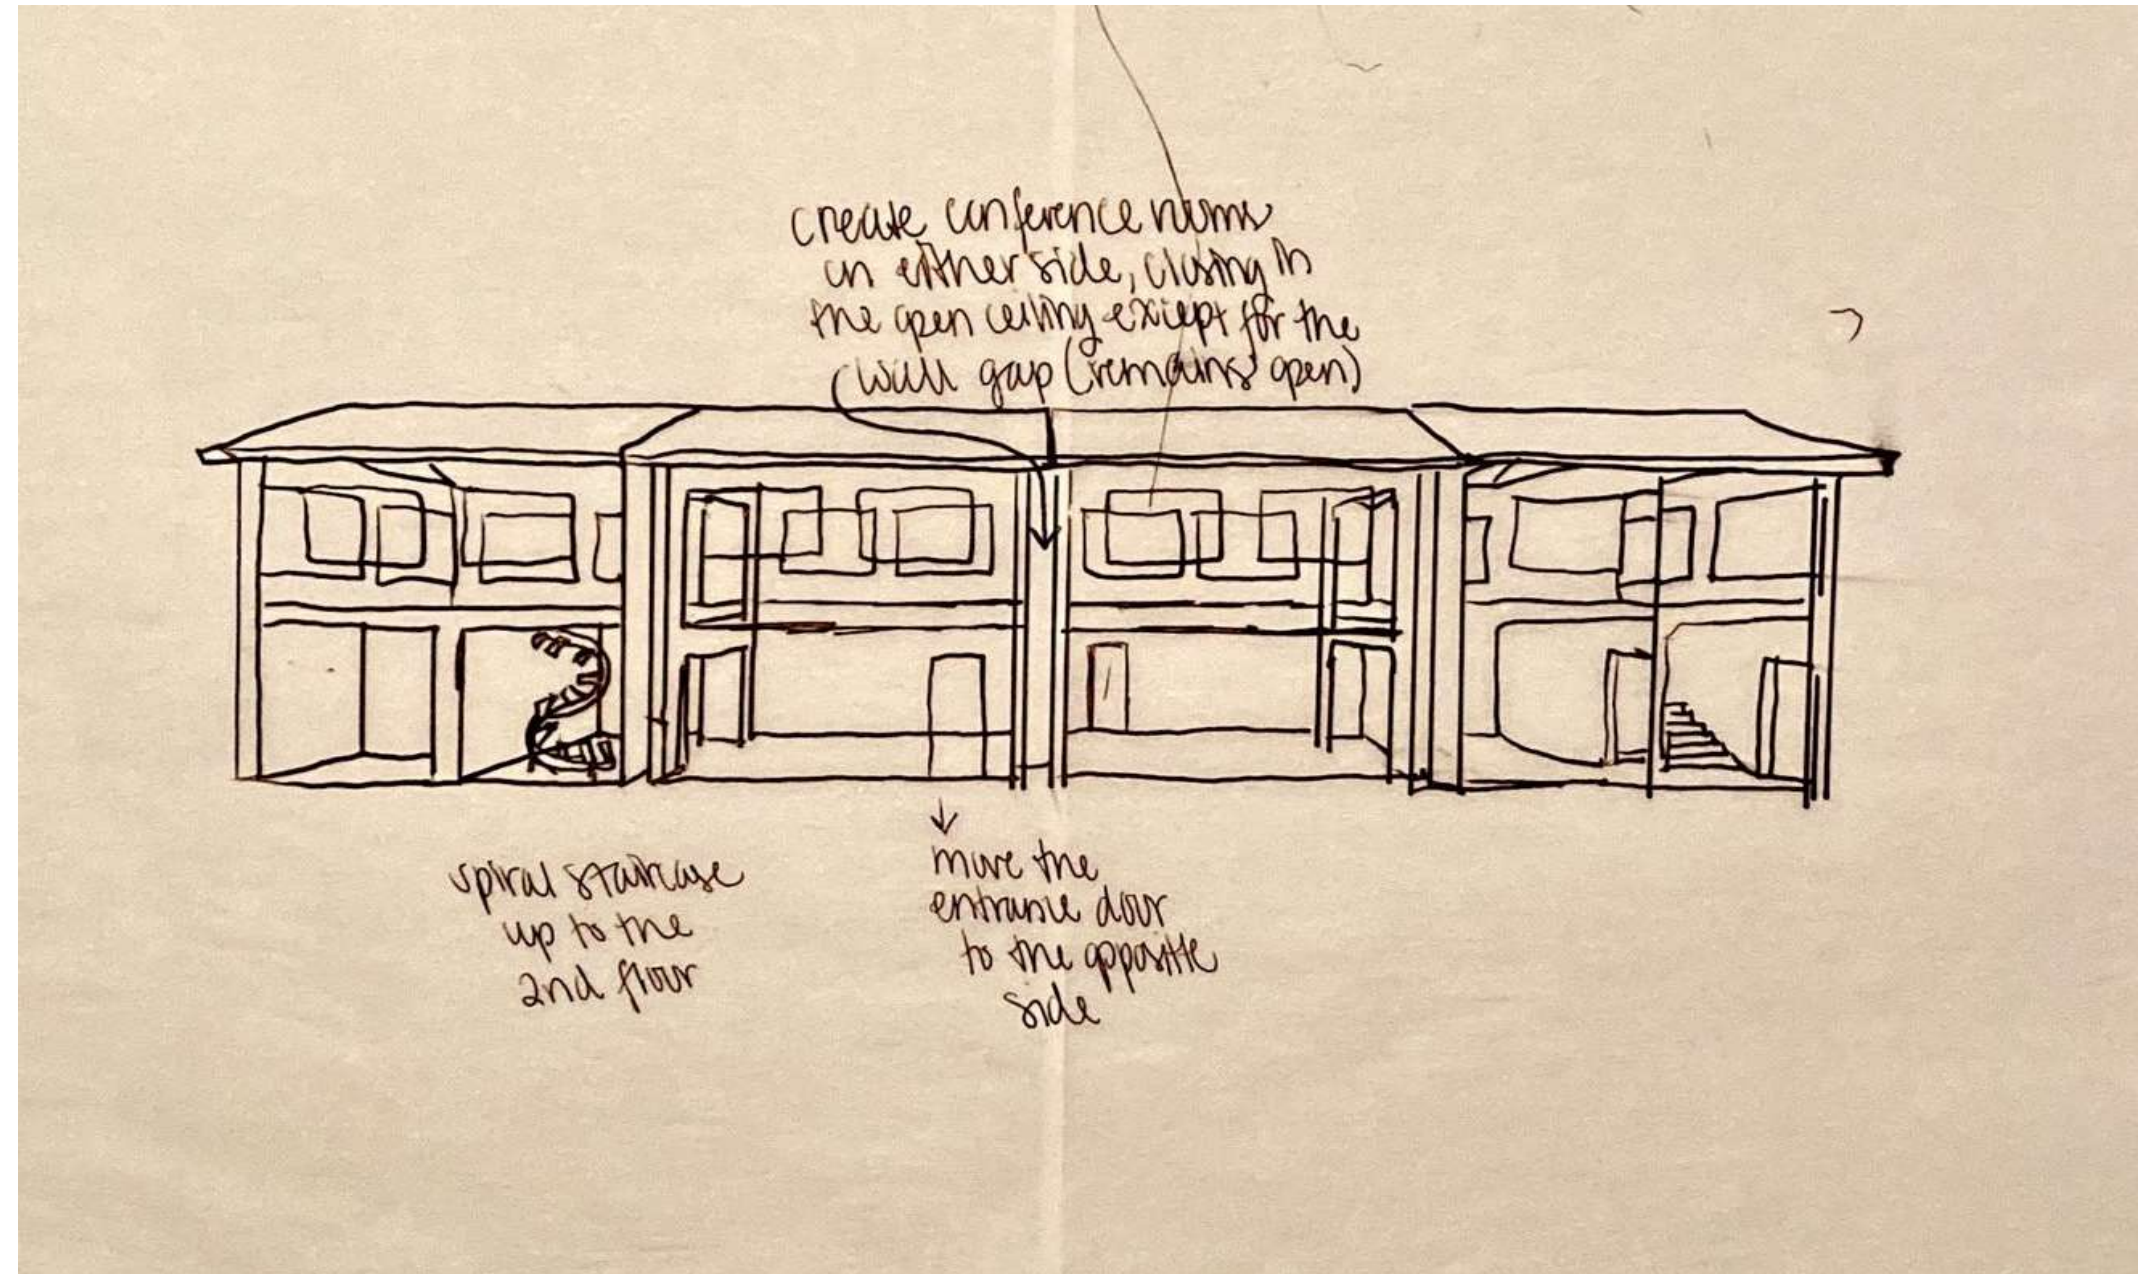 create conference rooms
on either side, closing in
the open ceiling except for the
wall gap (remains open)
spiral staircase
up to the
2nd floor
move the
entrance door
to the opposite
side